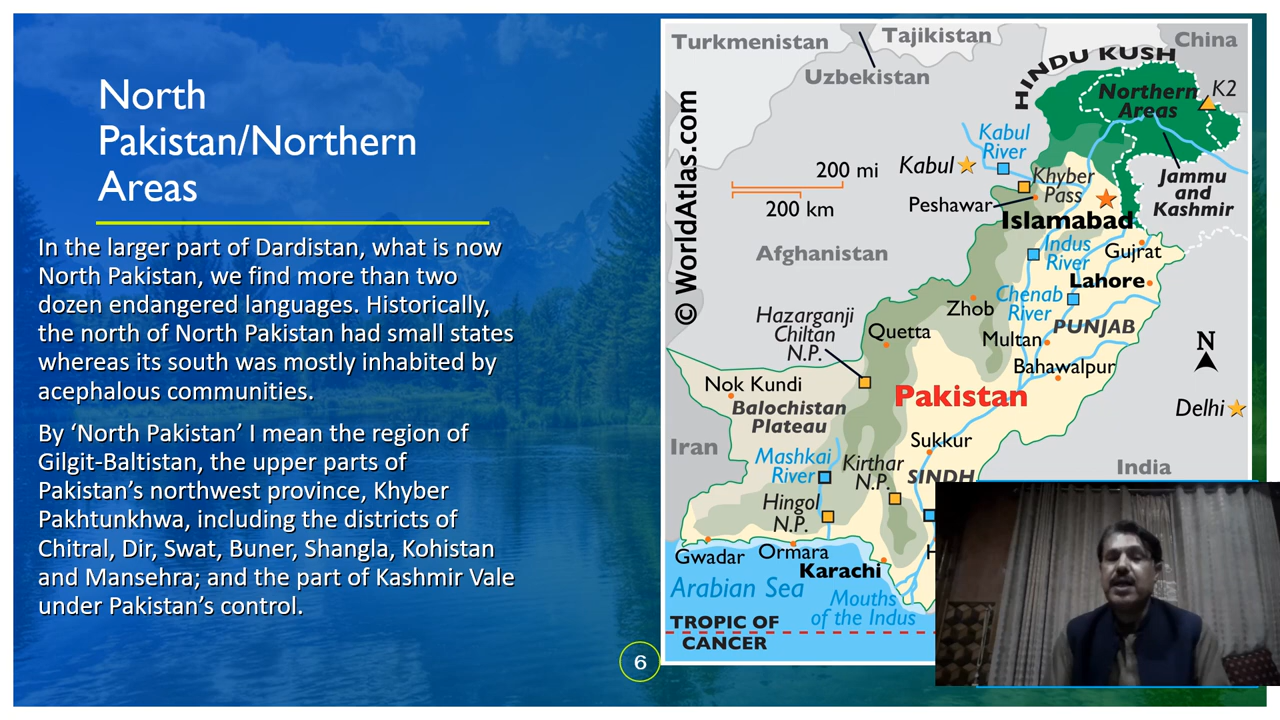 North
Pakistan/Northern
Areas
In the larger part of Dardistan, what is now
North Pakistan, we find more than two
dozen endangered languages. Historically,
the north of North Pakistan had small states
whereas its south was mostly inhabited by
acephalous communities.
By ‘North Pakistan’ I mean the region of
Gilgit-Baltistan, the upper parts of
Pakistan’s northwest province, Khyber
Pakhtunkhwa, including the districts of
Chitral, Dir, Swat, Buner, Shangla, Kohistan
and Mansehra; and the part of Kashmir Vale
under Pakistan’s control.
6
© WorldAtlas.com
Turkmenistan
Tajikistan
China
Uzbekistan
HINDU KUSH
Northern
Areas
K2
Kabul
River
Kabul
200 mi
200 km
Khyber
Pass
Peshawar
Jammu
and
Kashmir
Islamabad
Afghanistan
Indus
River
Gujrat
Lahore
Chenab
River
Zhob
PUNJAB
Hazarganji
Chiltan
N.P.
Quetta
Multan
N
Bahawalpur
Nok Kundi
Pakistan
Balochistan
Plateau
Delhi
Iran
Sukkur
Mashkai
River
Kirthar
N.P.
SINDH
India
Hingol
N.P.
H
Gwadar
Ormara
Karachi
Arabian Sea
Mouths
of the Indus
TROPIC OF
CANCER